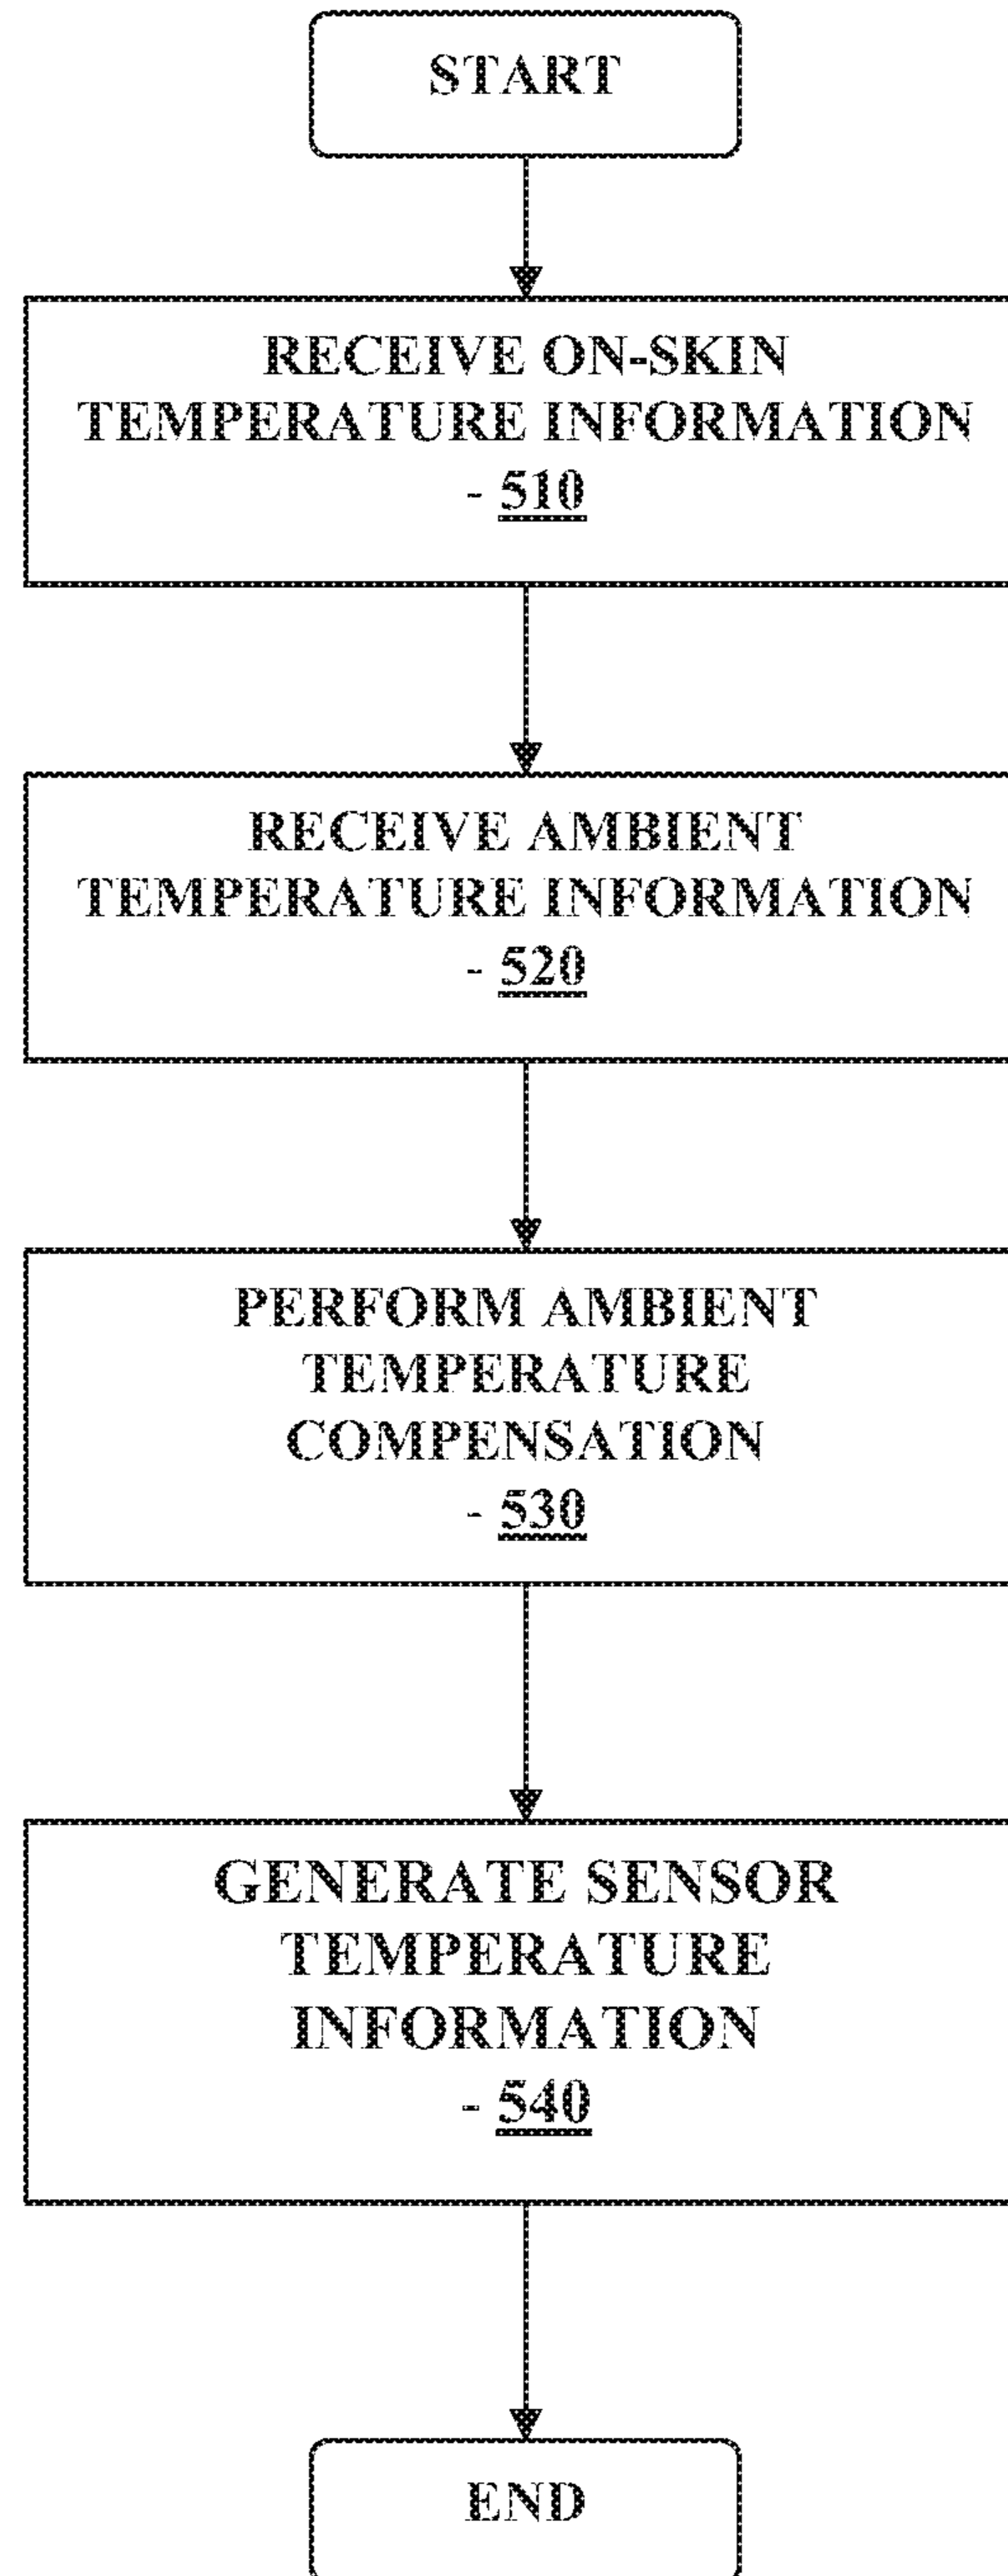 START
RECEIVE ON-SKIN
TEMPERATURE INFORMATION
- 510
RECEIVE AMBIENT
TEMPERATURE INFORMATION
- 520
PERFORM AMBIENT
TEMPERATURE
COMPENSATION
- 530
GENERATE SENSOR
TEMPERATURE
INFORMATION
- 540
END